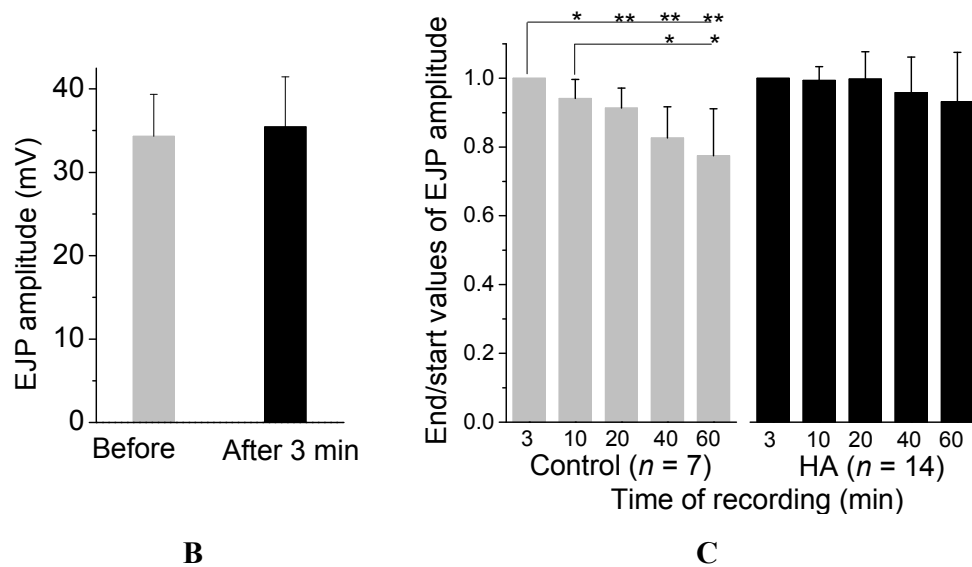 EJP amplitude (mV)
40
30
20
10
0
Before
After 3 min
B
End/start values of EJP amplitude
1.0
0.8
0.6
0.4
0.2
0.0
* ** ** **
* *
3 10 20 40 60
3 10 20 40 60
Control (n = 7)
HA (n = 14)
Time of recording (min)
C